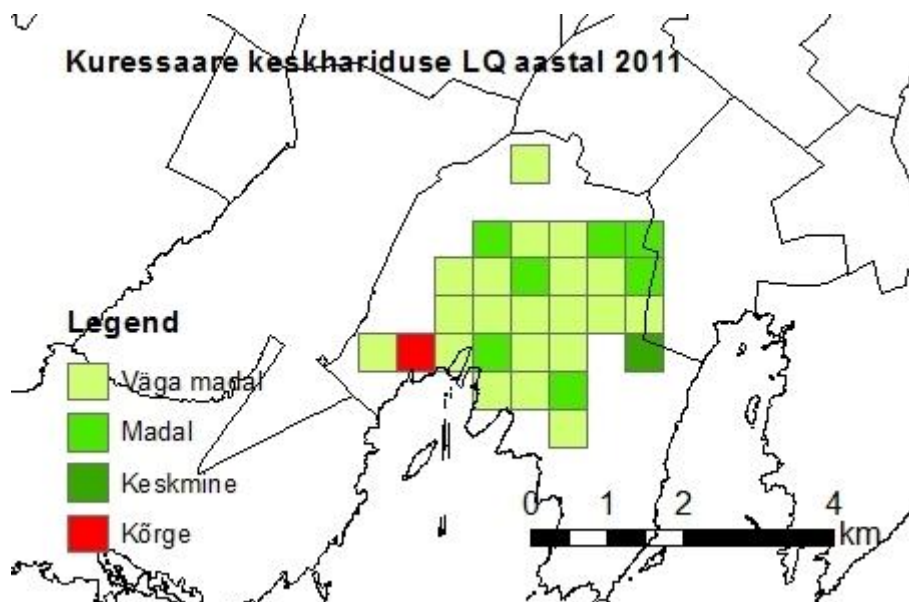 Kuressaare keskhariduse LQ aastal 2011
Legend
Väga madal
Madal
Keskmine
Kõrge
0 1 2 4
km